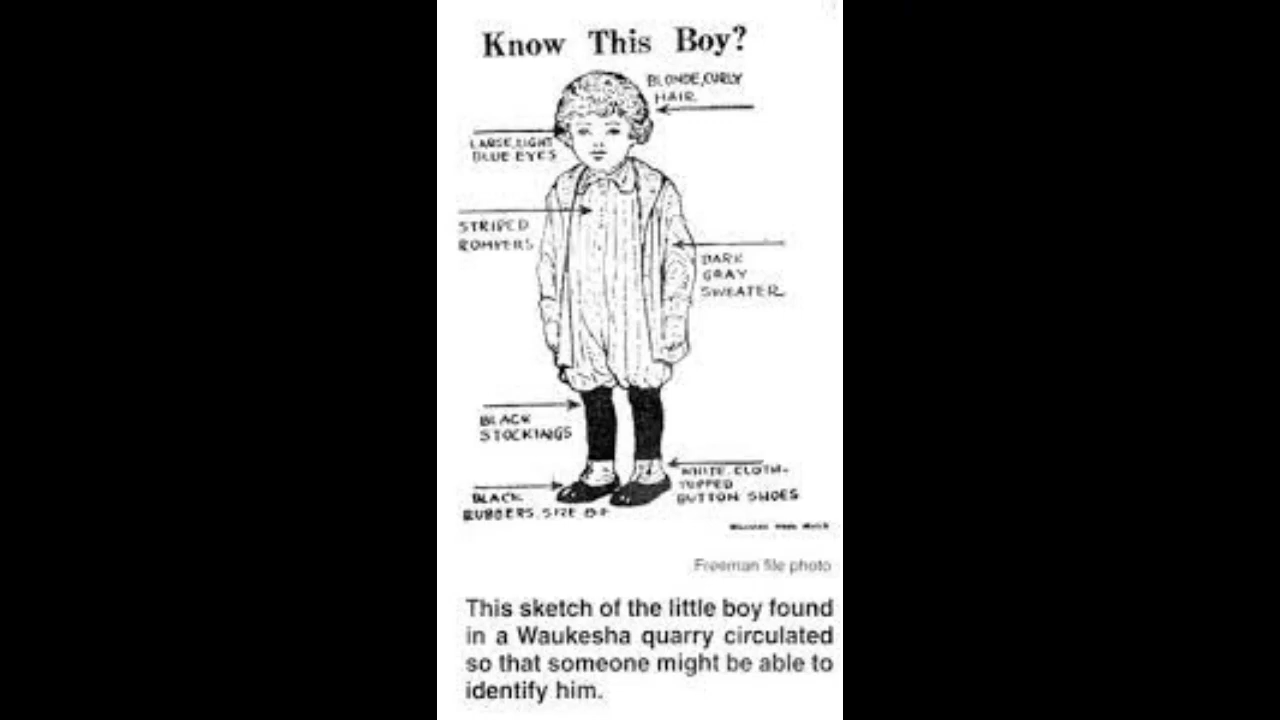 Know This Boy?
BLONDE, CURLY
HAIR
LARGE, LIGHT
BLUE EYES
STRIPED
ROMPERS
DARK
GRAY
SWEATER
BLACK
STOCKINGS
WHITE CLOTH-
TOPPED
BUTTON SHOES
BLACK
RUBBERS, SIZE
Freeman file photo
This sketch of the little boy found
in a Waukesha quarry circulated
so that someone might be able to
identify him.